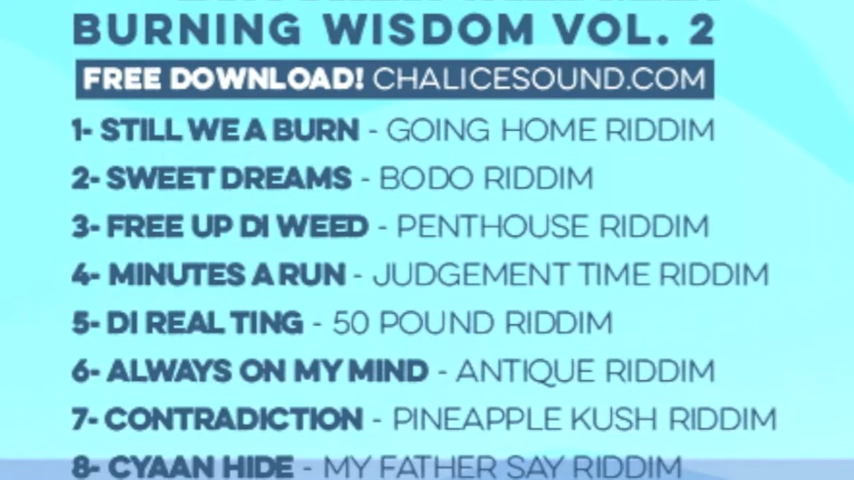 BURNING WISDOM VOL. 2
FREE DOWNLOAD! CHALICESOUND.COM
1- STILL WE A BURN - GOING HOME RIDDIM
2- SWEET DREAMS - BODO RIDDIM
3- FREE UP DI WEED - PENTHOUSE RIDDIM
4- MINUTES A RUN - JUDGEMENT TIME RIDDIM
5- DI REAL TING - 50 POUND RIDDIM
6- ALWAYS ON MY MIND - ANTIQUE RIDDIM
7- CONTRADICTION - PINEAPPLE KUSH RIDDIM
8- CYAAN HIDE - MY FATHER SAY RIDDIM